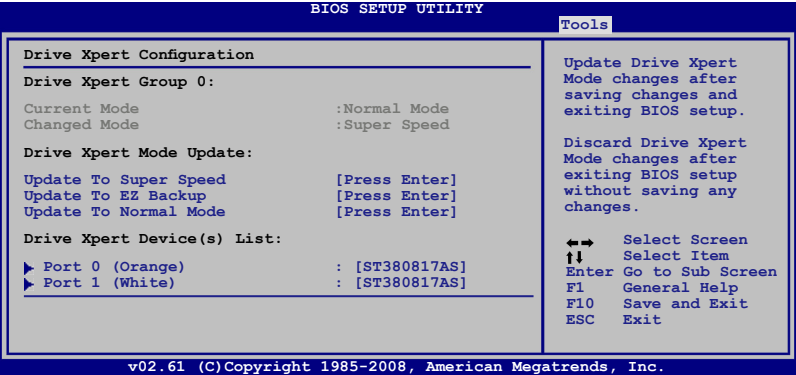 BIOS SETUP UTILITY
Tools
Drive Xpert Configuration
Drive Xpert Group 0:
Current Mode :Normal Mode
Changed Mode :Super Speed
Drive Xpert Mode Update:
Update To Super Speed [Press Enter]
Update To EZ Backup [Press Enter]
Update To Normal Mode [Press Enter]
Drive Xpert Device(s) List:
Port 0 (Orange) : [ST380817AS]
Port 1 (White) : [ST380817AS]
Update Drive Xpert
Mode changes after
saving changes and
exiting BIOS setup.
Discard Drive Xpert
Mode changes after
exiting BIOS setup
without saving any
changes.
←→ Select Screen
↑↓ Select Item
Enter Go to Sub Screen
F1 General Help
F10 Save and Exit
ESC Exit
v02.61 (C)Copyright 1985-2008, American Megatrends, Inc.